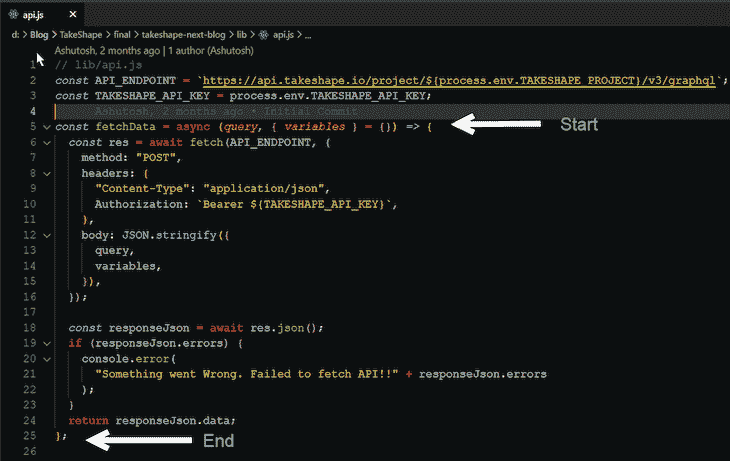 api.js
d: > Blog > TakeShape > final > takeshape-next-blog > lib > api.js > ...
Ashutosh, 2 months ago | 1 author (Ashutosh)
1 // lib/api.js
2 const API_ENDPOINT = `https://api.takeshape.io/project/${process.env.TAKESHAPE_PROJECT}/v3/graphql`;
3 const TAKESHAPE_API_KEY = process.env.TAKESHAPE_API_KEY;
4 Ashutosh, 2 months ago • Initial Commit
5 const fetchData = async (query, { variables } = {}) => { Start
6 const res = await fetch(API_ENDPOINT, {
7 method: "POST",
8 headers: {
9 "Content-Type": "application/json",
10 Authorization: `Bearer ${TAKESHAPE_API_KEY}`,
11 },
12 body: JSON.stringify({
13 query,
14 variables,
15 }),
16 });
17
18 const responseJson = await res.json();
19 if (responseJson.errors) {
20 console.error(
21 "Something went Wrong. Failed to fetch API!!" + responseJson.errors
22 );
23 }
24 return responseJson.data;
25 }; End
26